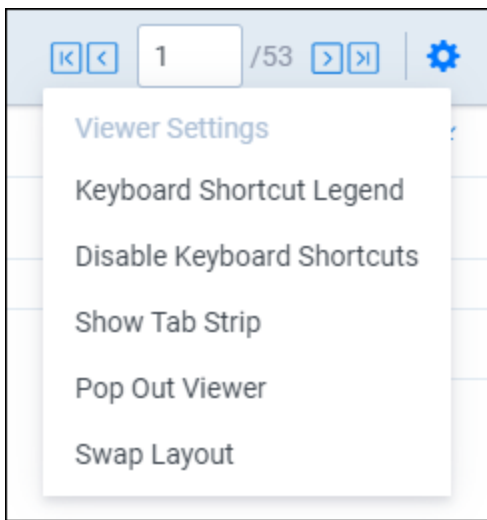 1 /53
Viewer Settings
Keyboard Shortcut Legend
Disable Keyboard Shortcuts
Show Tab Strip
Pop Out Viewer
Swap Layout